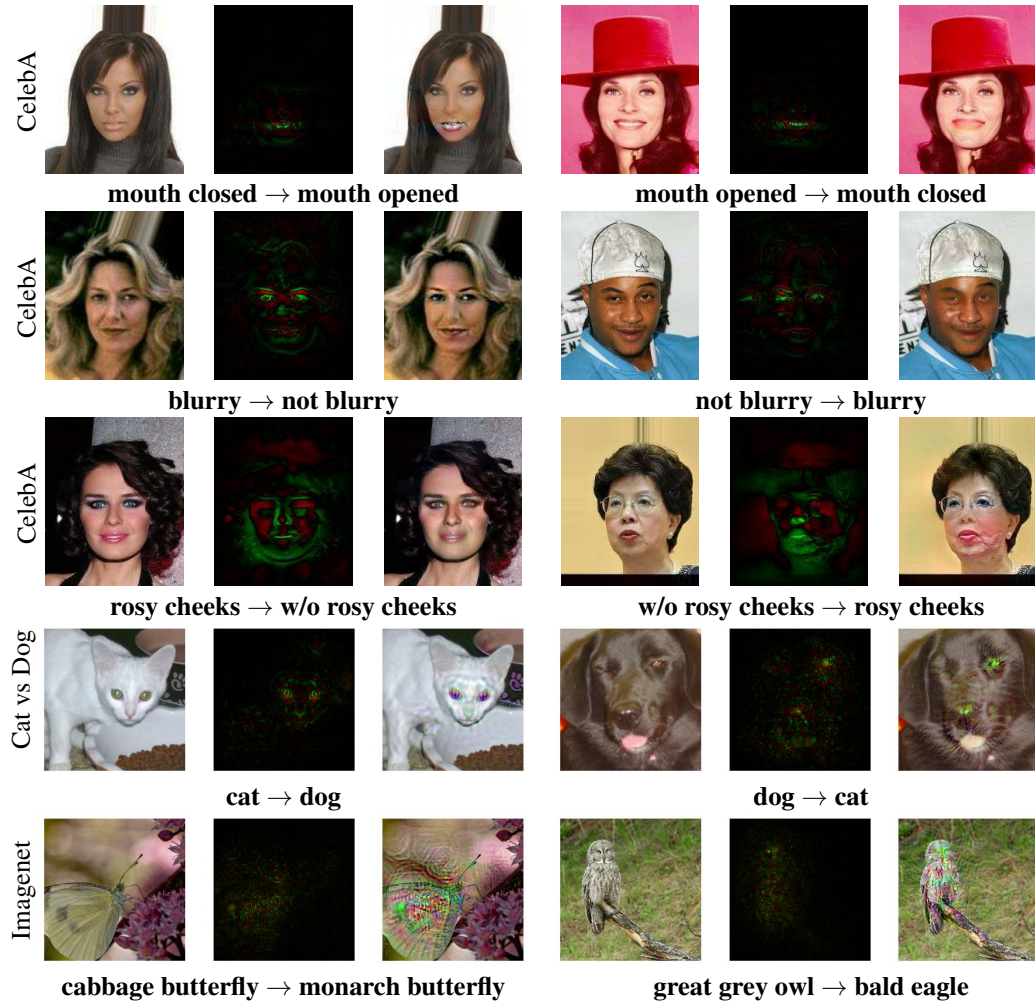 CelebA
mouth closed → mouth opened
mouth opened → mouth closed
CelebA
blurry → not blurry
not blurry → blurry
CelebA
rosy cheeks → w/o rosy cheeks
w/o rosy cheeks → rosy cheeks
Cat vs Dog
cat → dog
dog → cat
Imagenet
cabbage butterfly → monarch butterfly
great grey owl → bald eagle